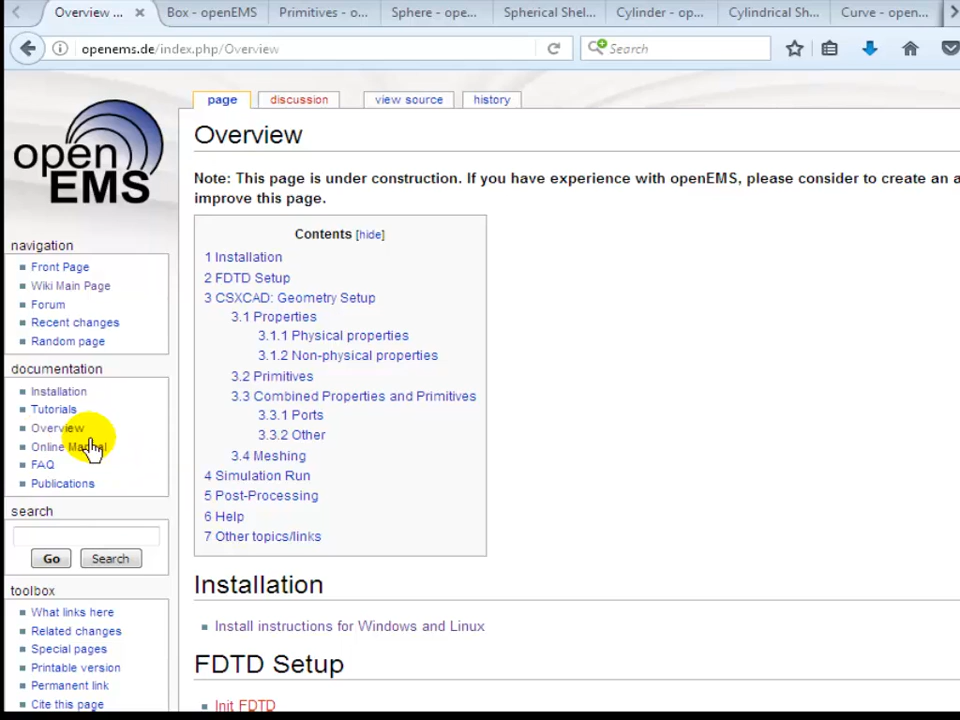 Overview ...
Box - openEMS
Primitives - o...
Sphere - ope...
Spherical Shel...
Cylinder - op...
Cylindrical Sh...
Curve - open...
openems.de/index.php/Overview
Search
page
discussion
view source
history
open
EMS
Overview
Note: This page is under construction. If you have experience with openEMS, please consider to create an a
improve this page.
Contents [hide]
1 Installation
2 FDTD Setup
3 CSXCAD: Geometry Setup
3.1 Properties
3.1.1 Physical properties
3.1.2 Non-physical properties
3.2 Primitives
3.3 Combined Properties and Primitives
3.3.1 Ports
3.3.2 Other
3.4 Meshing
4 Simulation Run
5 Post-Processing
6 Help
7 Other topics/links
navigation
Front Page
Wiki Main Page
Forum
Recent changes
Random page
documentation
Installation
Tutorials
Overview
Online Manual
FAQ
Publications
search
Go
Search
toolbox
What links here
Related changes
Special pages
Printable version
Permanent link
Cite this page
Installation
Install instructions for Windows and Linux
FDTD Setup
Init FDTD